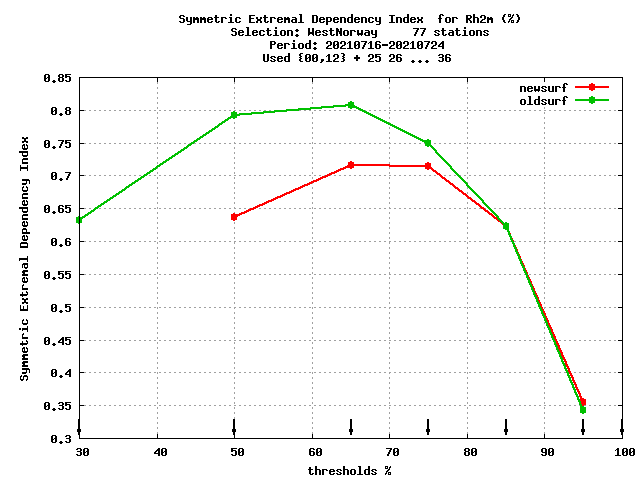 Symmetric Extremal Dependency Index  for Rh2m (%)
Selection: WestNorway     77 stations
Period: 20210716-20210724
Used {00,12} + 25 26 ... 36
newsurf
oldsurf
0.85
0.8
0.75
0.7
0.65
0.6
0.55
0.5
0.45
0.4
0.35
0.3
Symmetric Extremal Dependency Index
30 40 50 60 70 80 90 100
thresholds %